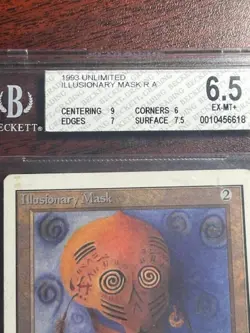 1993 UNLIMITED
ILLUSIONARY MASK R A
CENTERING 9 CORNERS 6
EDGES 7 SURFACE 7.5
6.5
EX-MT+
0010456618
B
BECKETT
Illusionary Mask 2